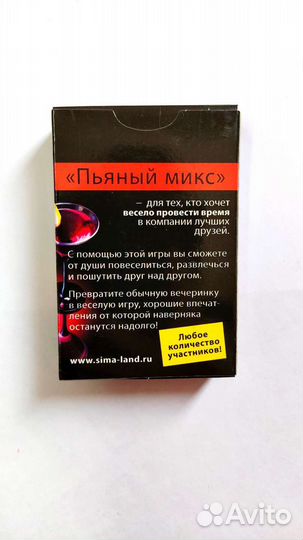 «Пьяный микс»
– для тех, кто хочет
весело провести время
в компании лучших
друзей.
С помощью этой игры вы сможете
от души повеселиться, развлечься
и пошутить друг над другом.
Превратите обычную вечеринку
в веселую игру, хорошие впечат-
ления от которой наверняка
останутся надолго!
Любое
количество
участников!
www.sima-land.ru
Avito